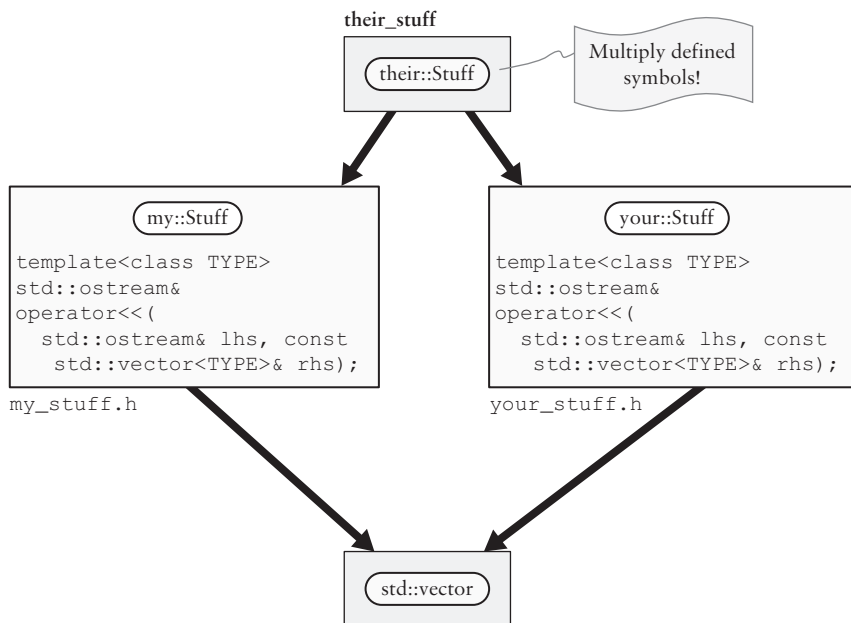 their_stuff
their::Stuff
Multiply defined
symbols!
my::Stuff
template<class TYPE>
std::ostream&
operator<<(
  std::ostream& lhs, const
   std::vector<TYPE>& rhs);
my_stuff.h
your::Stuff
template<class TYPE>
std::ostream&
operator<<(
  std::ostream& lhs, const
   std::vector<TYPE>& rhs);
your_stuff.h
std::vector